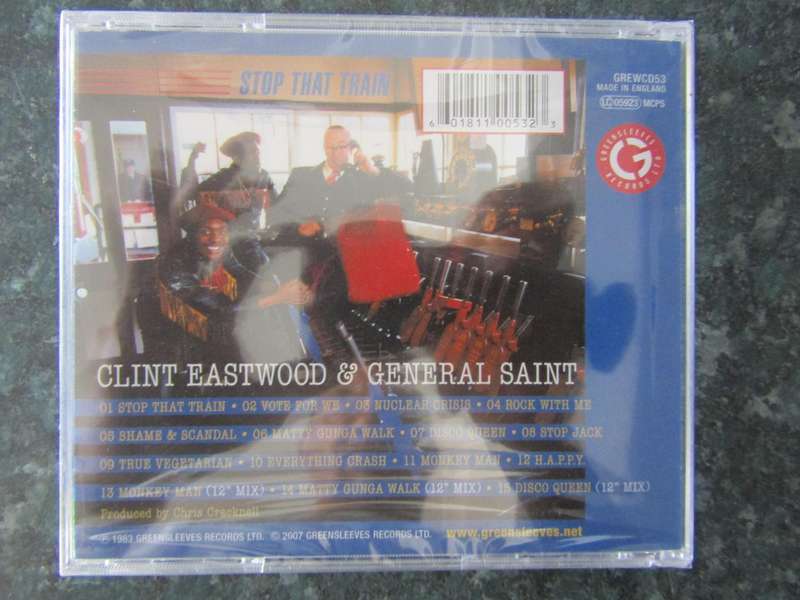 STOP THAT TRAIN
6 01811 00532 3
GREWCD53
MADE IN ENGLAND
LC 05923 MCPS
GREENSLEEVES RECORDS LTD
G
CLINT EASTWOOD & GENERAL SAINT
01 STOP THAT TRAIN • 02 VOTE FOR WE • 03 NUCLEAR CRISIS • 04 ROCK WITH ME
05 SHAME & SCANDAL • 06 MATTY GUNGA WALK • 07 DISCO QUEEN • 08 STOP JACK
09 TRUE VEGETARIAN • 10 EVERYTHING CRASH • 11 MONKEY MAN • 12 H.A.P.P.Y.
13 MONKEY MAN (12" MIX) • 14 MATTY GUNGA WALK (12" MIX) • 15 DISCO QUEEN (12" MIX)
Produced by Chris Cracknell
℗ 1983 GREENSLEEVES RECORDS LTD. © 2007 GREENSLEEVES RECORDS LTD.
www.greensleeves.net